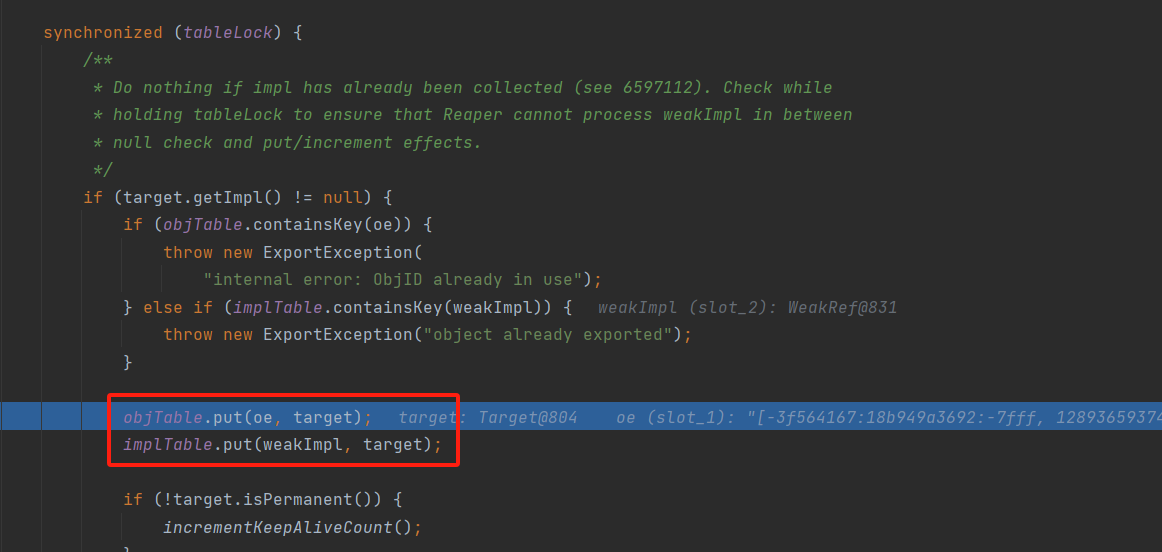 synchronized (tableLock) {
/**
* Do nothing if impl has already been collected (see 6597112). Check while
* holding tableLock to ensure that Reaper cannot process weakImpl in between
* null check and put/increment effects.
*/
if (target.getImpl() != null) {
if (objTable.containsKey(oe)) {
throw new ExportException(
"internal error: ObjID already in use");
} else if (implTable.containsKey(weakImpl)) { weakImpl (slot_2): WeakRef@831
throw new ExportException("object already exported");
}
objTable.put(oe, target); target: Target@804 oe (slot_1): "[-3f564167:18b949a3692:-7fff, 12893659374
implTable.put(weakImpl, target);
if (!target.isPermanent()) {
incrementKeepAliveCount();
}